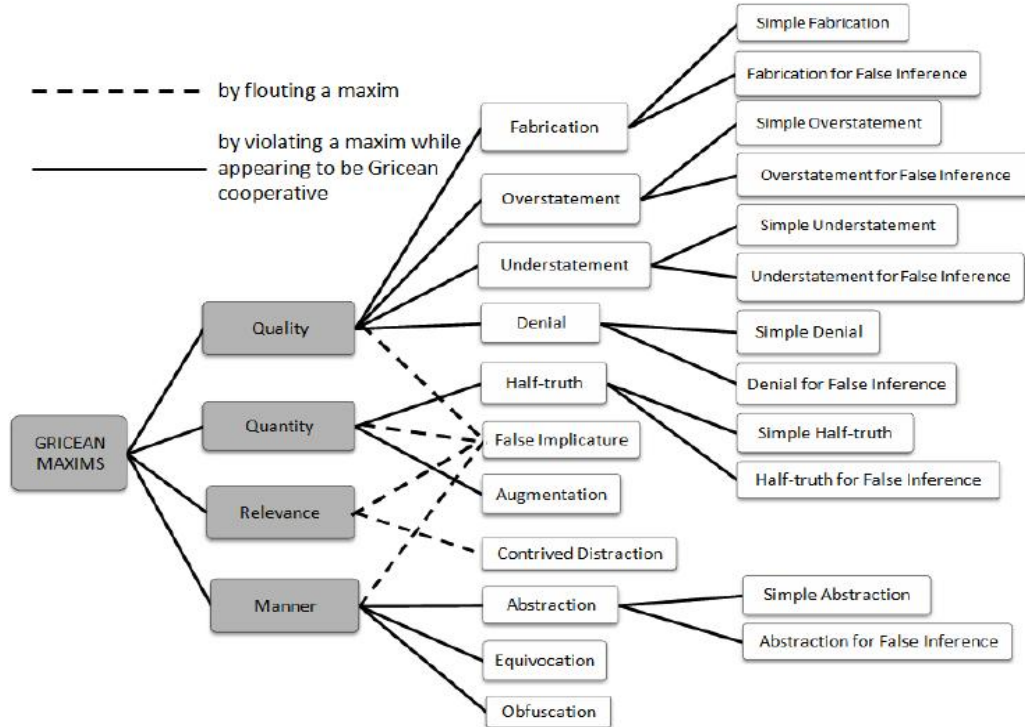 by flouting a maxim
by violating a maxim while
appearing to be Gricean
cooperative
GRICEAN
MAXIMS
Quality
Quantity
Relevance
Manner
Fabrication
Overstatement
Understatement
Denial
Half-truth
False Implicature
Augmentation
Contrived Distraction
Abstraction
Equivocation
Obfuscation
Simple Fabrication
Fabrication for False Inference
Simple Overstatement
Overstatement for False Inference
Simple Understatement
Understatement for False Inference
Simple Denial
Denial for False Inference
Simple Half-truth
Half-truth for False Inference
Simple Abstraction
Abstraction for False Inference